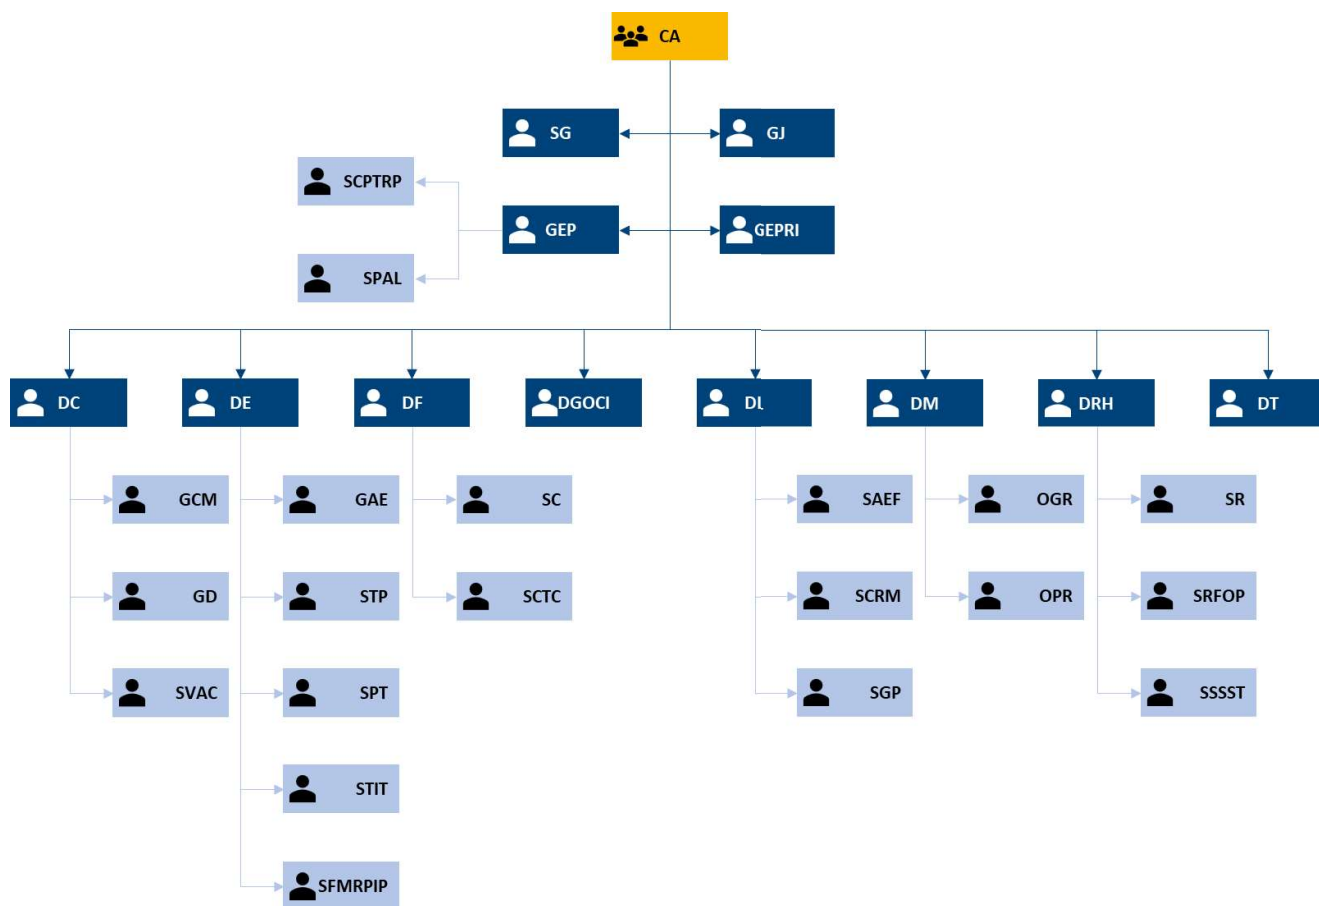 CA
SG
GJ
SCPTRP
GEP
GEPRI
SPAL
DC
DE
DF
DGOCI
DL
DM
DRH
DT
GCM
GAE
SC
SAEF
OGR
SR
GD
STP
SCTC
SCRM
OPR
SRFOP
SVAC
SPT
SGP
SSSST
STIT
SFMRPIP